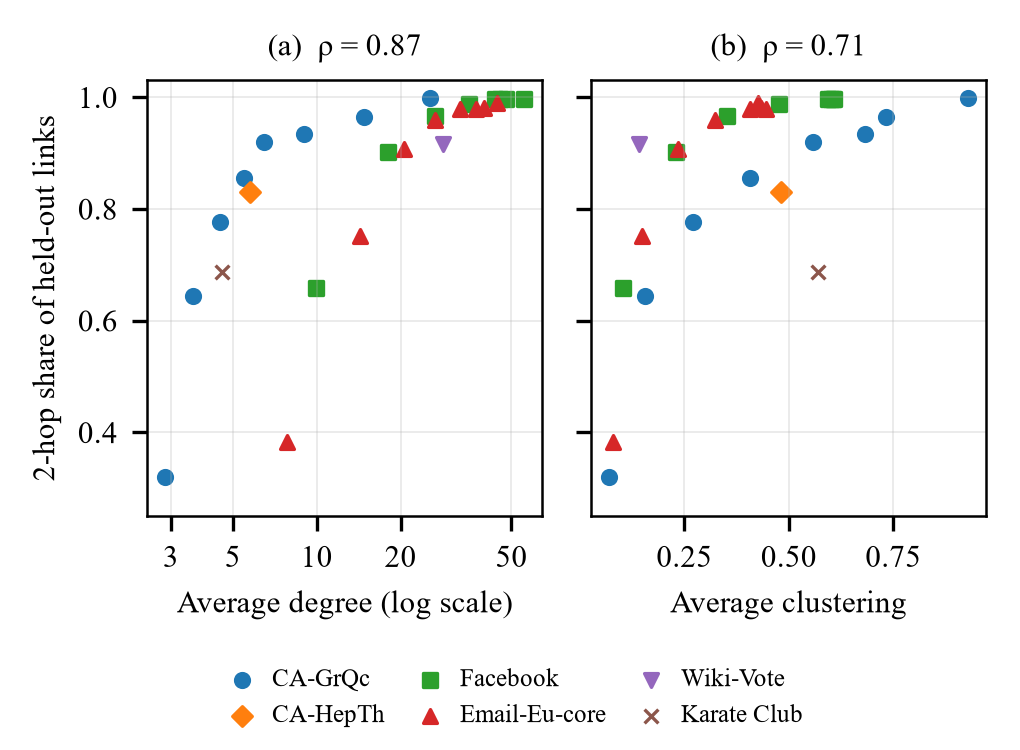 (a) ρ = 0.87
(b) ρ = 0.71
2-hop share of held-out links
1.0
0.8
0.6
0.4
3 5 10 20 50
0.25 0.50 0.75
Average degree (log scale)
Average clustering
CA-GrQc Facebook Wiki-Vote
CA-HepTh Email-Eu-core Karate Club